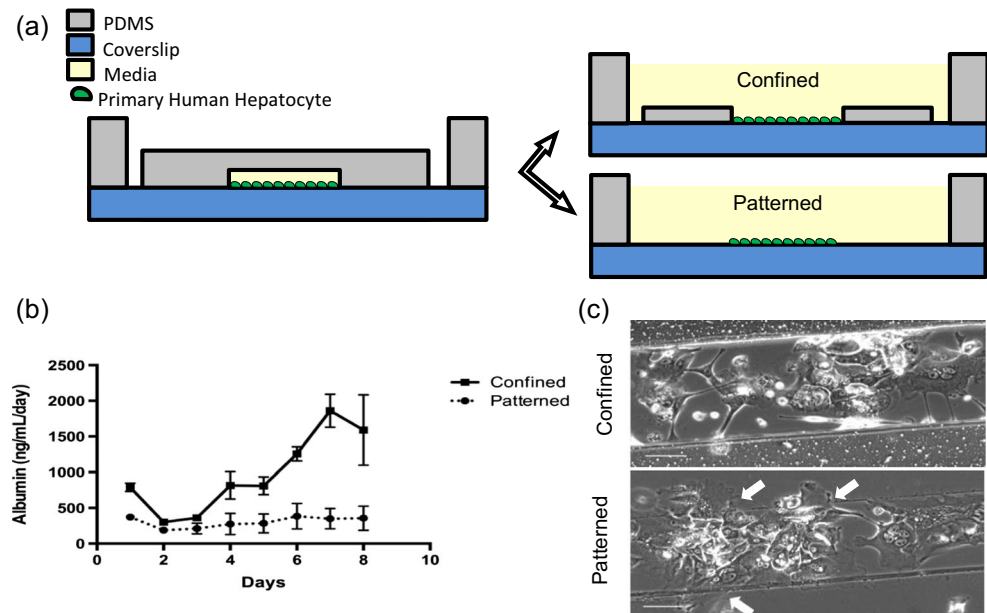 (a)
PDMS
Coverslip
Media
Primary Human Hepatocyte
Confined
Patterned
(b)
Albumin (ng/mL/day)
2500
2000
1500
1000
500
0
0 2 4 6 8 10
Days
Confined
Patterned
(c)
Confined
Patterned